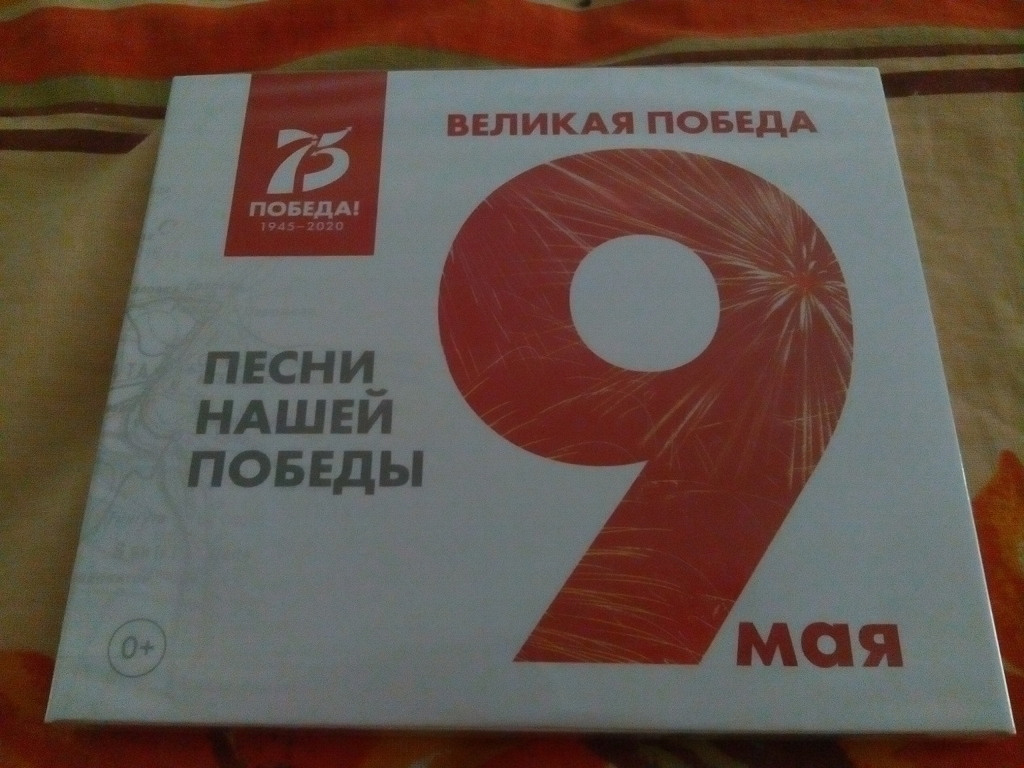 75
ПОБЕДА!
1945–2020
ВЕЛИКАЯ ПОБЕДА
9
мая
ПЕСНИ
НАШЕЙ
ПОБЕДЫ
0+